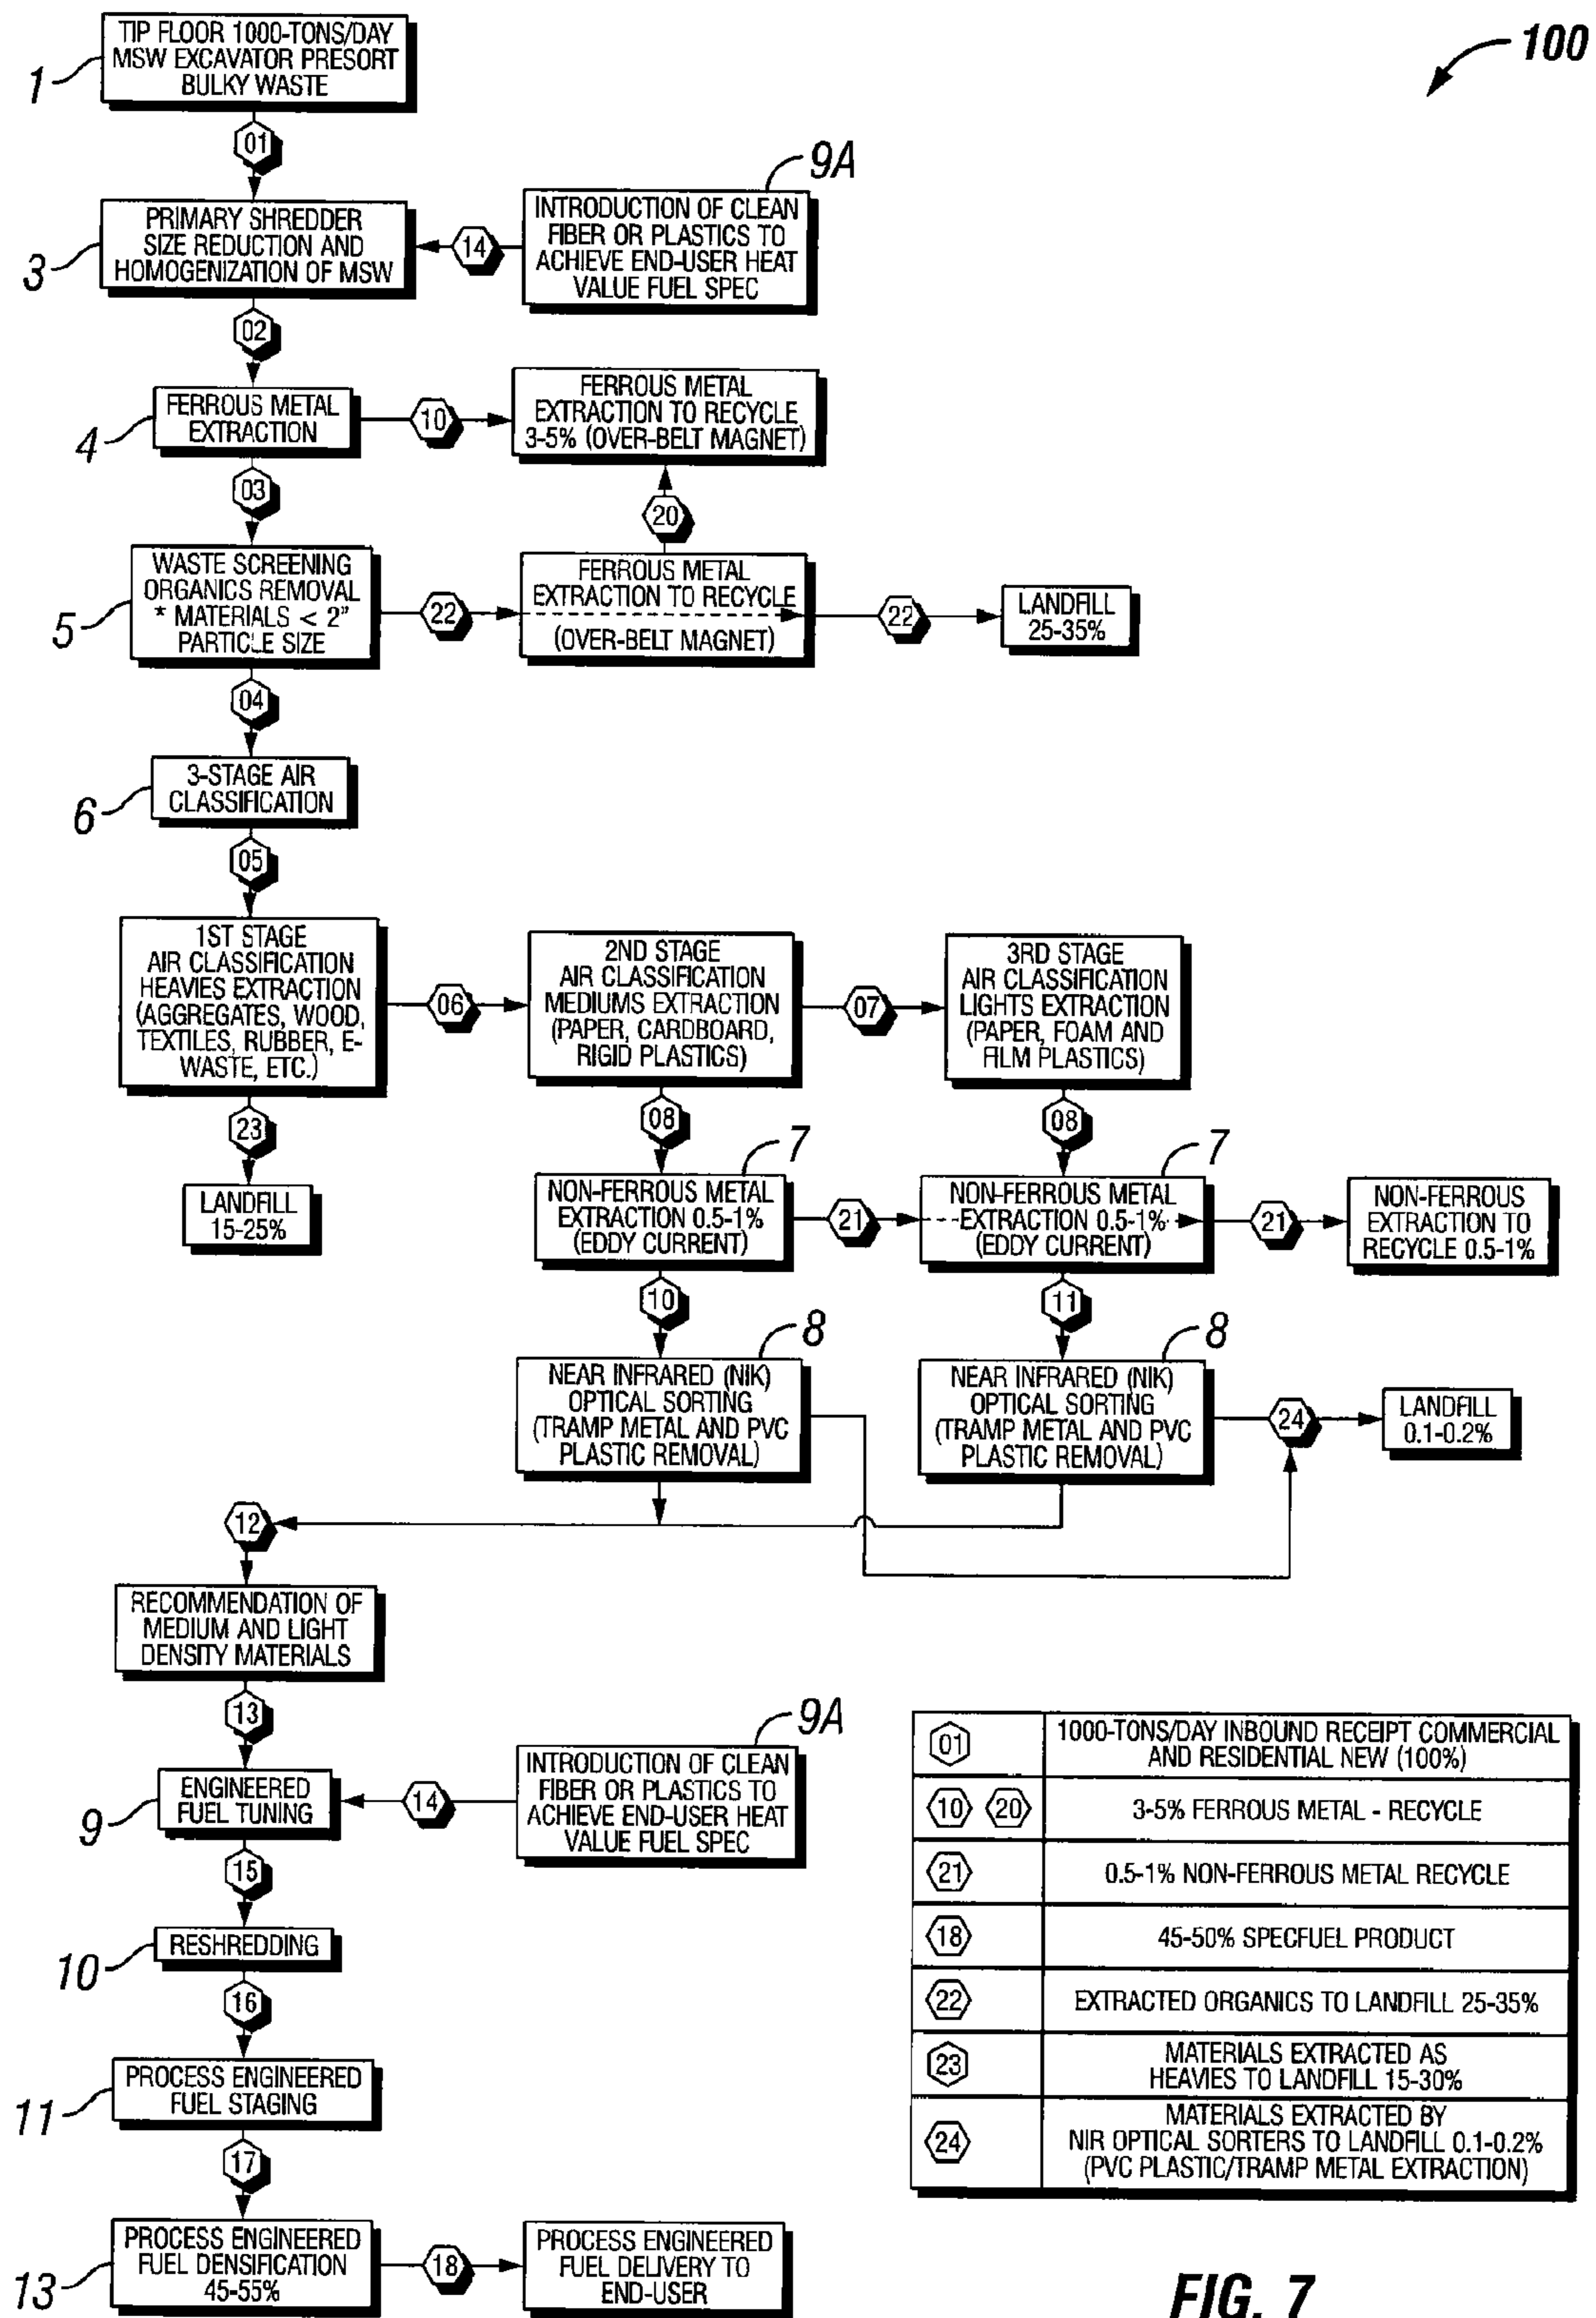 100
TIP FLOOR 1000-TONS/DAY
MSW EXCAVATOR PRESORT
BULKY WASTE
1
01
9A
PRIMARY SHREDDER
SIZE REDUCTION AND
HOMOGENIZATION OF MSW
3
14
INTRODUCTION OF CLEAN
FIBER OR PLASTICS TO
ACHIEVE END-USER HEAT
VALUE FUEL SPEC
02
FERROUS METAL
EXTRACTION
4
10
FERROUS METAL
EXTRACTION TO RECYCLE
3-5% (OVER-BELT MAGNET)
03
20
WASTE SCREENING
ORGANICS REMOVAL
* MATERIALS < 2"
PARTICLE SIZE
5
22
FERROUS METAL
EXTRACTION TO RECYCLE
(OVER-BELT MAGNET)
22
LANDFILL
25-35%
04
3-STAGE AIR
CLASSIFICATION
6
05
1ST STAGE
AIR CLASSIFICATION
HEAVIES EXTRACTION
(AGGREGATES, WOOD,
TEXTILES, RUBBER, E-
WASTE, ETC.)
06
2ND STAGE
AIR CLASSIFICATION
MEDIUMS EXTRACTION
(PAPER, CARDBOARD,
RIGID PLASTICS)
07
3RD STAGE
AIR CLASSIFICATION
LIGHTS EXTRACTION
(PAPER, FOAM AND
FILM PLASTICS)
23
08
08
LANDFILL
15-25%
7
NON-FERROUS METAL
EXTRACTION 0.5-1%
(EDDY CURRENT)
21
7
NON-FERROUS METAL
EXTRACTION 0.5-1%
(EDDY CURRENT)
21
NON-FERROUS
EXTRACTION TO
RECYCLE 0.5-1%
10
11
8
NEAR INFRARED (NIK)
OPTICAL SORTING
(TRAMP METAL AND PVC
PLASTIC REMOVAL)
8
NEAR INFRARED (NIK)
OPTICAL SORTING
(TRAMP METAL AND PVC
PLASTIC REMOVAL)
24
LANDFILL
0.1-0.2%
12
RECOMMENDATION OF
MEDIUM AND LIGHT
DENSITY MATERIALS
13
9A
ENGINEERED
FUEL TUNING
9
14
INTRODUCTION OF CLEAN
FIBER OR PLASTICS TO
ACHIEVE END-USER HEAT
VALUE FUEL SPEC
15
RESHREDDING
10
16
PROCESS ENGINEERED
FUEL STAGING
11
17
PROCESS ENGINEERED
FUEL DENSIFICATION
45-55%
13
18
PROCESS ENGINEERED
FUEL DELIVERY TO
END-USER
01 1000-TONS/DAY INBOUND RECEIPT COMMERCIAL
AND RESIDENTIAL NEW (100%)
10 20 3-5% FERROUS METAL - RECYCLE
21 0.5-1% NON-FERROUS METAL RECYCLE
18 45-50% SPECFUEL PRODUCT
22 EXTRACTED ORGANICS TO LANDFILL 25-35%
23 MATERIALS EXTRACTED AS
HEAVIES TO LANDFILL 15-30%
24 MATERIALS EXTRACTED BY
NIR OPTICAL SORTERS TO LANDFILL 0.1-0.2%
(PVC PLASTIC/TRAMP METAL EXTRACTION)
FIG. 7